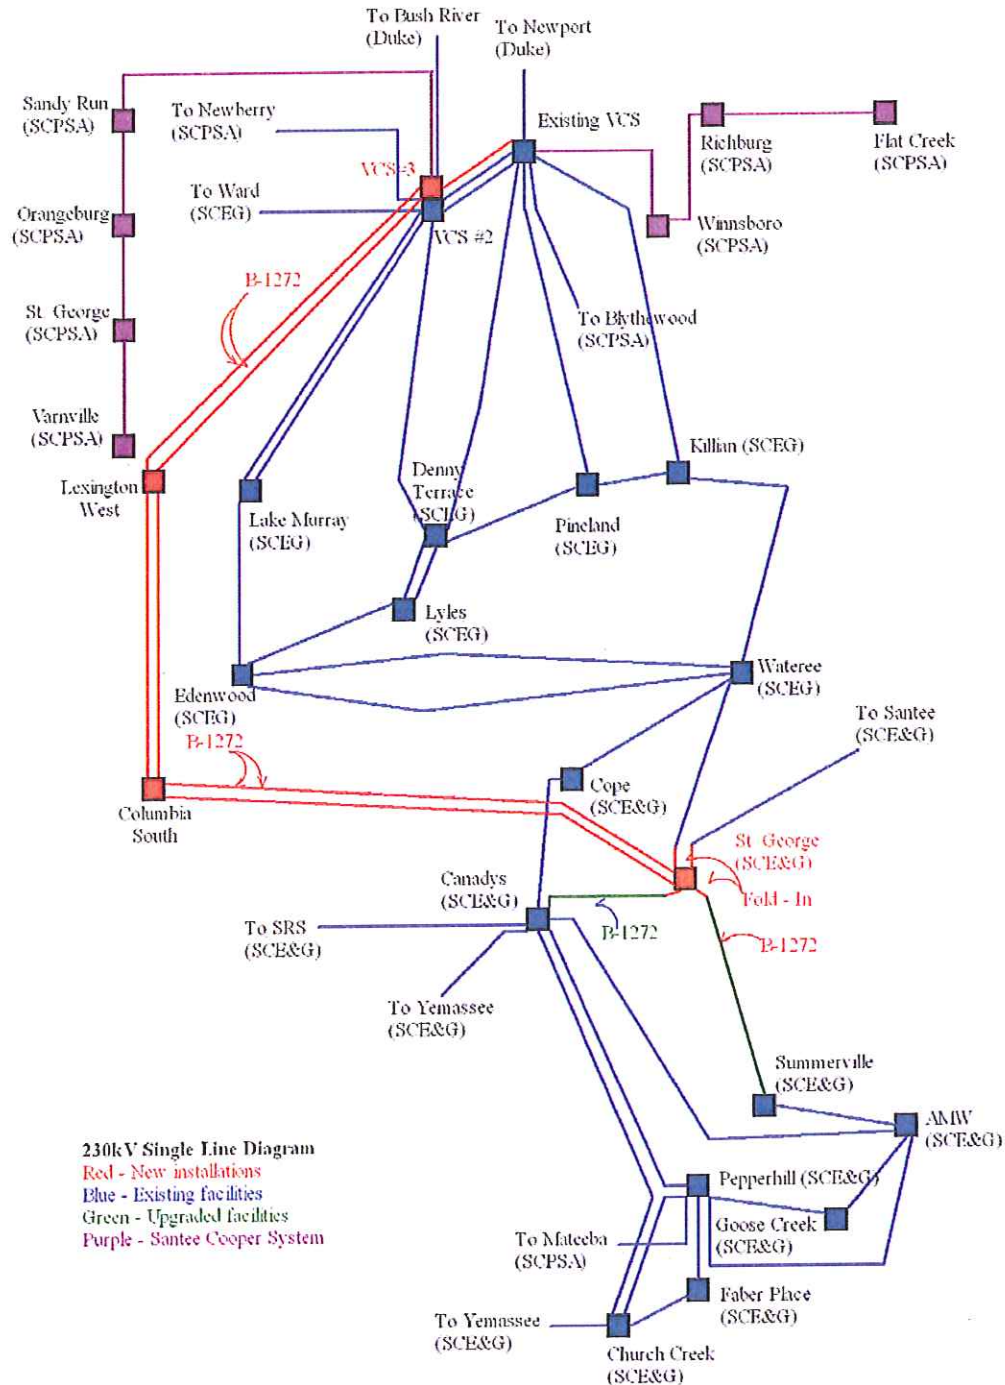 To Bush River
(Duke)
To Newport
(Duke)
Sandy Run
(SCPSA)
To Newberry
(SCPSA)
Existing VCS
Richburg
(SCPSA)
Flat Creek
(SCPSA)
VCS #3
To Ward
(SCEG)
Orangeburg
(SCPSA)
VCS #2
Winnsboro
(SCPSA)
B-1272
St. George
(SCPSA)
To Blythewood
(SCPSA)
Varnville
(SCPSA)
Killian (SCEG)
Lexington
West
Denny
Terrace
(SCEG)
Lake Murray
(SCEG)
Pineland
(SCEG)
Lyles
(SCEG)
Edenwood
(SCEG)
Wateree
(SCEG)
To Santee
(SCE&G)
B-1272
Columbia
South
Cope
(SCE&G)
St. George
(SCE&G)
Fold - In
Canadys
(SCE&G)
To SRS
(SCE&G)
B-1272
B-1272
To Yemassee
(SCE&G)
Summerville
(SCE&G)
AMW
(SCE&G)
230kV Single Line Diagram
Red - New installations
Blue - Existing facilities
Green - Upgraded facilities
Purple - Santee Cooper System
Pepperhill (SCE&G)
Goose Creek
(SCE&G)
To Mateeba
(SCPSA)
Faber Place
(SCE&G)
To Yemassee
(SCE&G)
Church Creek
(SCE&G)